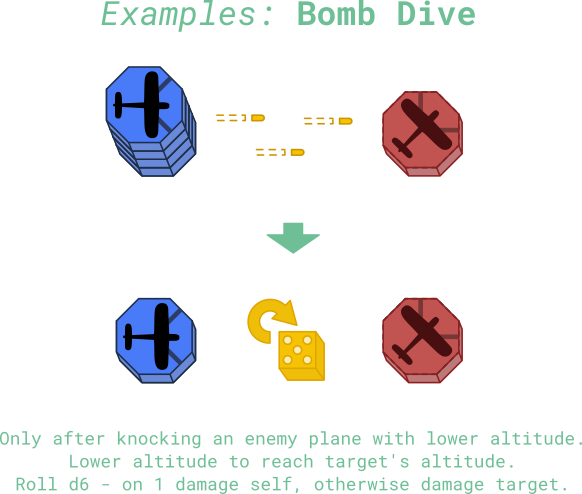 Examples: Bomb Dive
Only after knocking an enemy plane with lower altitude.
Lower altitude to reach target's altitude.
Roll d6 - on 1 damage self, otherwise damage target.